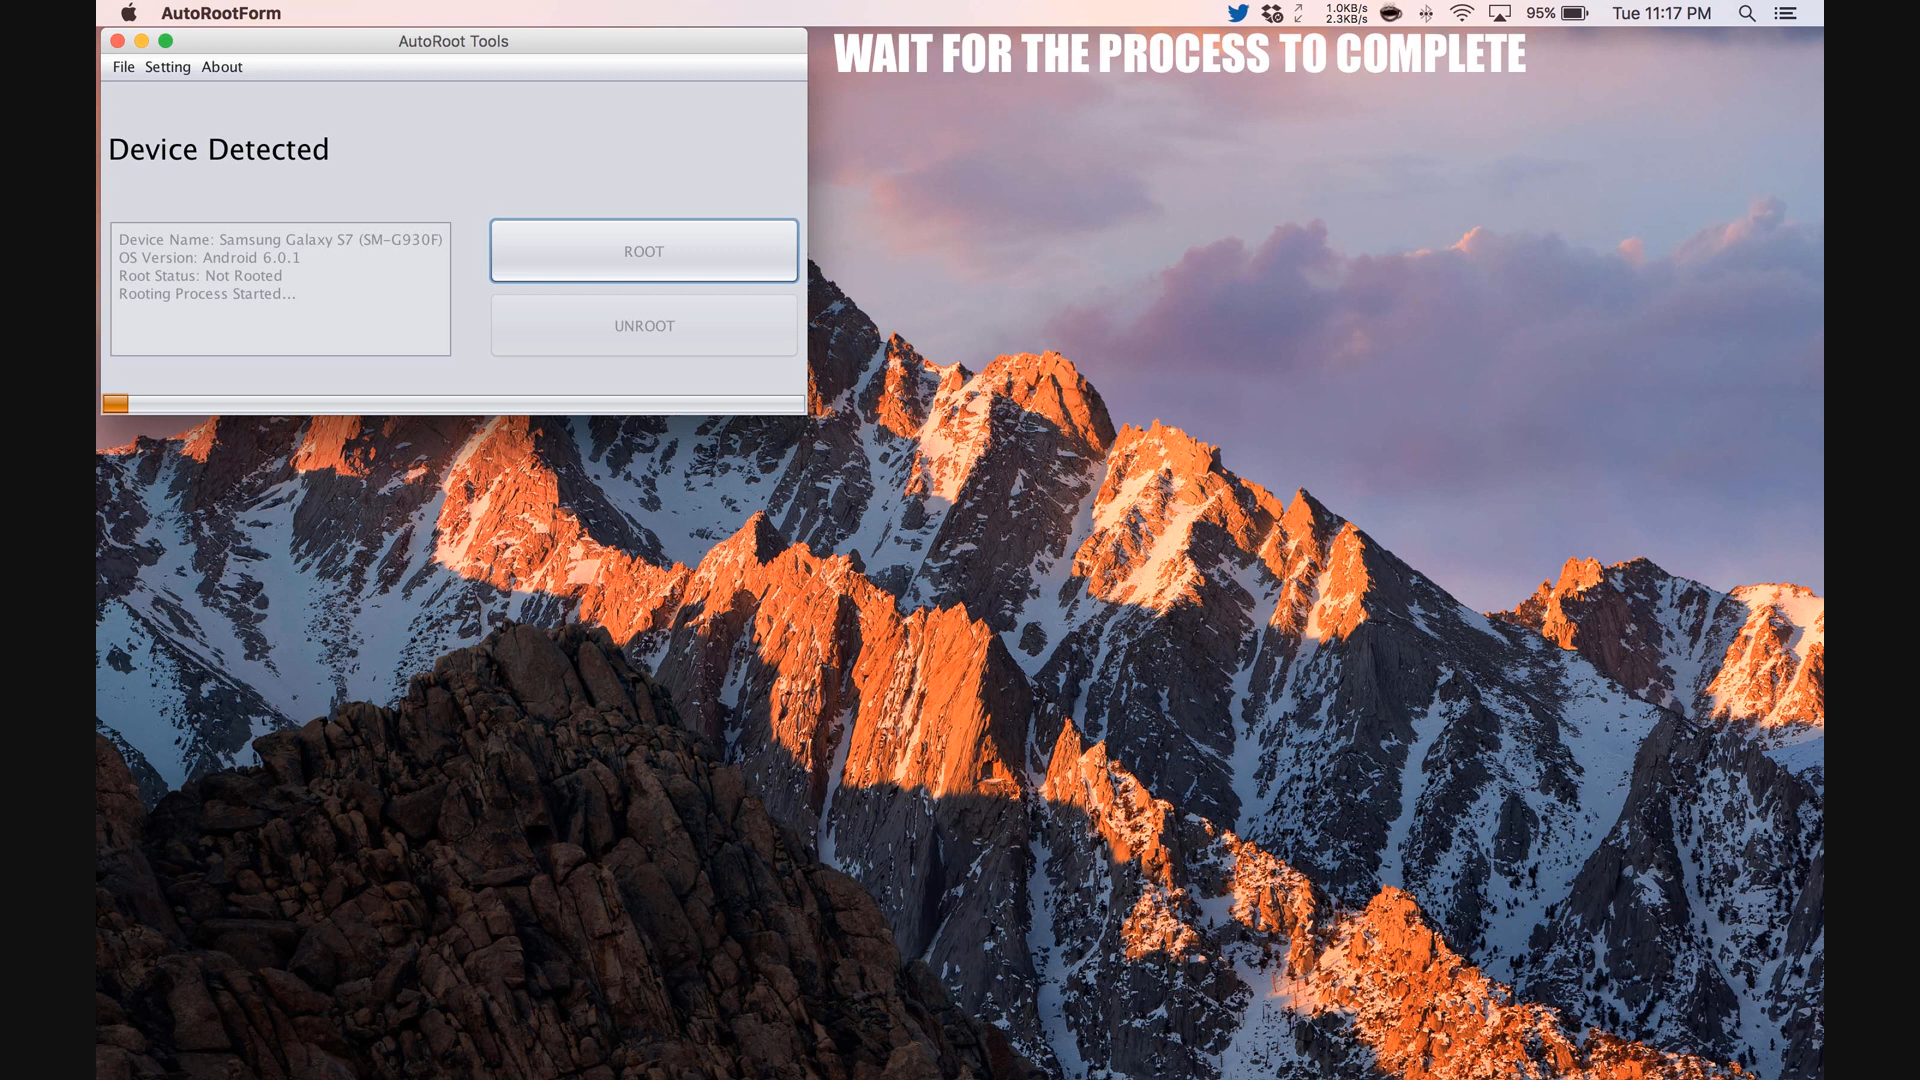 AutoRootForm
1.0KB/s
2.3KB/s
95%
Tue 11:17 PM
AutoRoot Tools
WAIT FOR THE PROCESS TO COMPLETE
File Setting About
Device Detected
Device Name: Samsung Galaxy S7 (SM-G930F)
OS Version: Android 6.0.1
Root Status: Not Rooted
Rooting Process Started...
ROOT
UNROOT